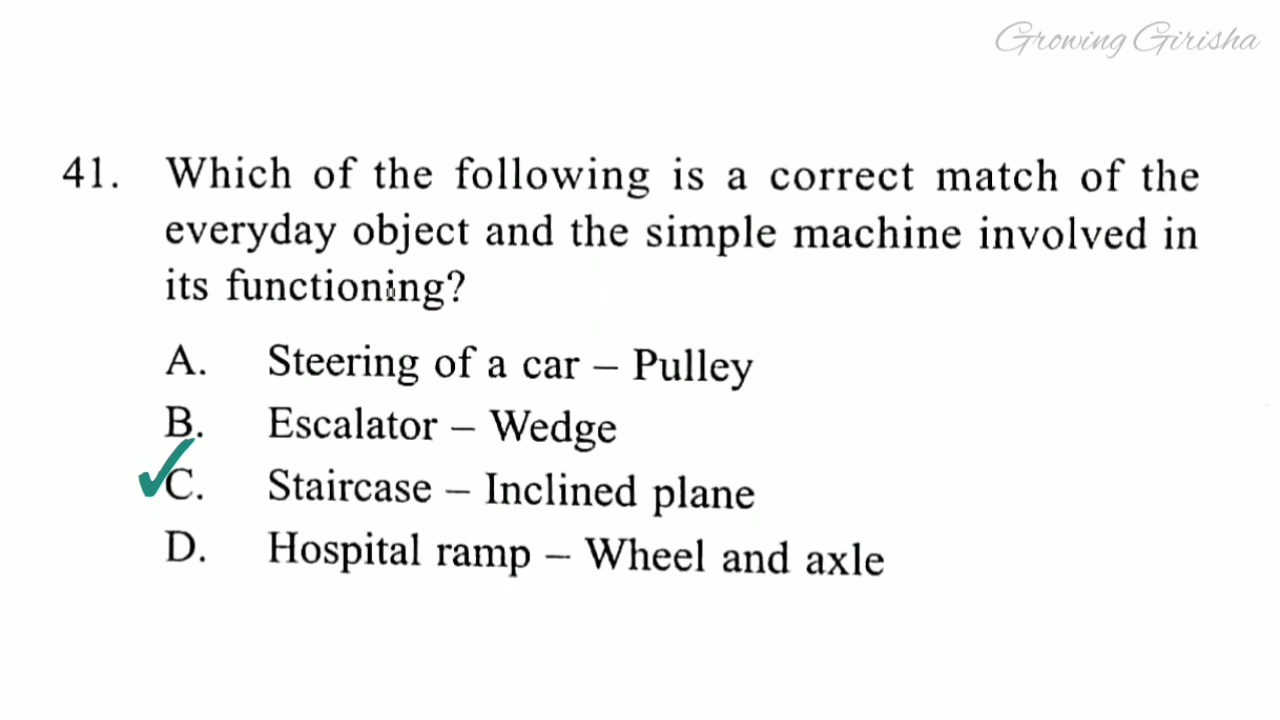 Growing Girisha
41. Which of the following is a correct match of the
everyday object and the simple machine involved in
its functioning?
A. Steering of a car – Pulley
B. Escalator – Wedge
C. Staircase – Inclined plane
D. Hospital ramp – Wheel and axle